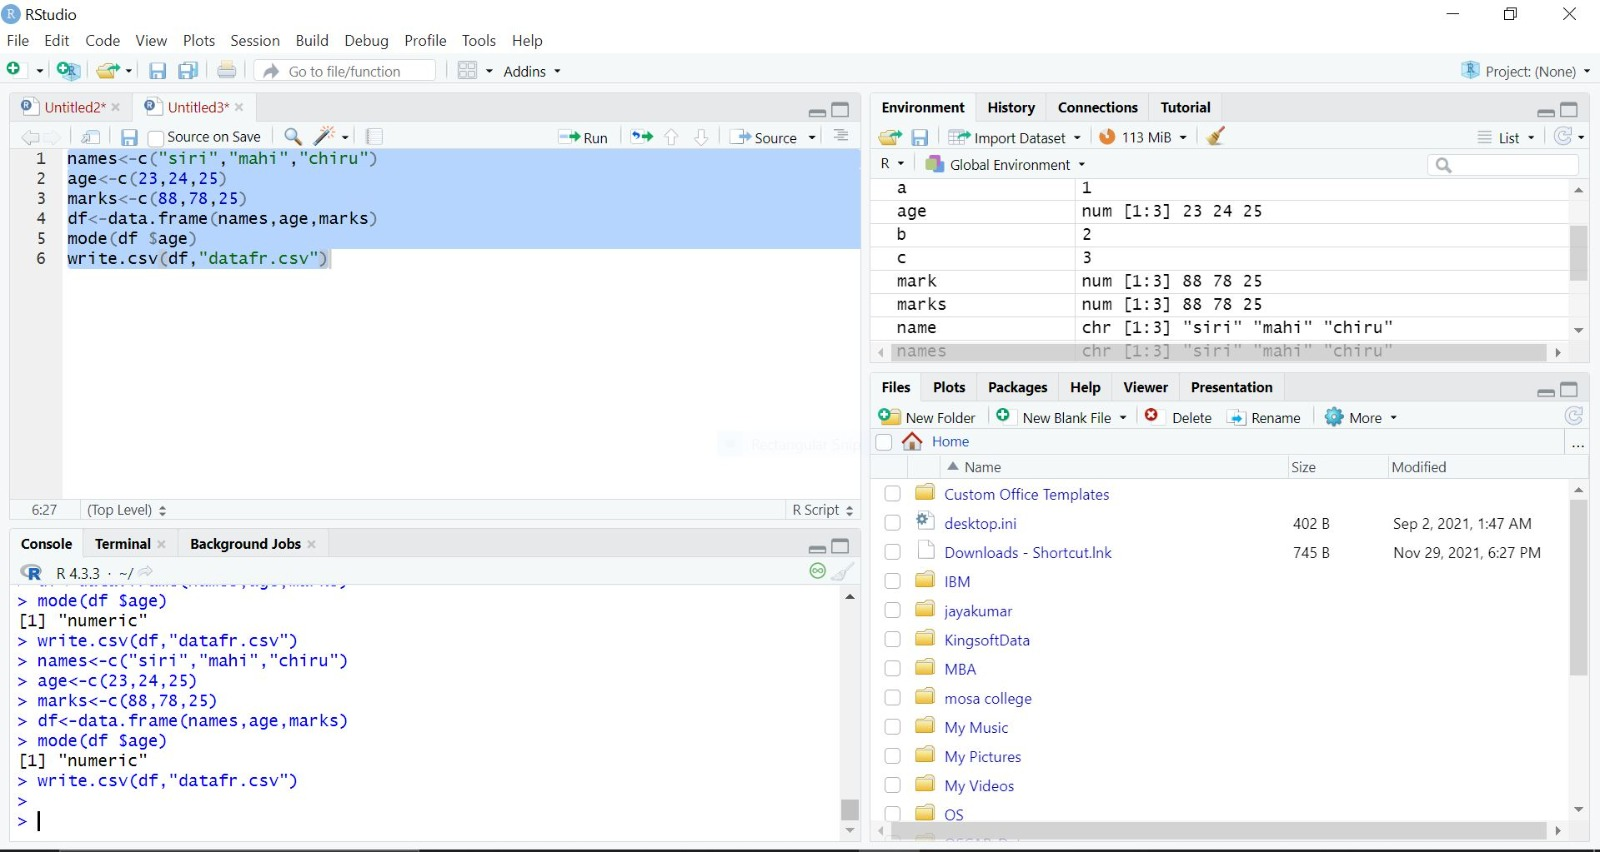 RStudio
File Edit Code View Plots Session Build Debug Profile Tools Help
Go to file/function Addins Project: (None)
Untitled2* Untitled3*
Source on Save Run Source
1 names<-c("siri","mahi","chiru")
2 age<-c(23,24,25)
3 marks<-c(88,78,25)
4 df<-data.frame(names,age,marks)
5 mode(df $age)
6 write.csv(df,"datafr.csv")
6:27 (Top Level) R Script
Console Terminal Background Jobs
R 4.3.3 · ~/
> mode(df $age)
[1] "numeric"
> write.csv(df,"datafr.csv")
> names<-c("siri","mahi","chiru")
> age<-c(23,24,25)
> marks<-c(88,78,25)
> df<-data.frame(names,age,marks)
> mode(df $age)
[1] "numeric"
> write.csv(df,"datafr.csv")
>
>
Environment History Connections Tutorial
Import Dataset 113 MiB List
R Global Environment
a 1
age num [1:3] 23 24 25
b 2
c 3
mark num [1:3] 88 78 25
marks num [1:3] 88 78 25
name chr [1:3] "siri" "mahi" "chiru"
names chr [1:3] "siri" "mahi" "chiru"
Files Plots Packages Help Viewer Presentation
New Folder New Blank File Delete Rename More
Home ...
Name Size Modified
Custom Office Templates
desktop.ini 402 B Sep 2, 2021, 1:47 AM
Downloads - Shortcut.lnk 745 B Nov 29, 2021, 6:27 PM
IBM
jayakumar
KingsoftData
MBA
mosa college
My Music
My Pictures
My Videos
OS